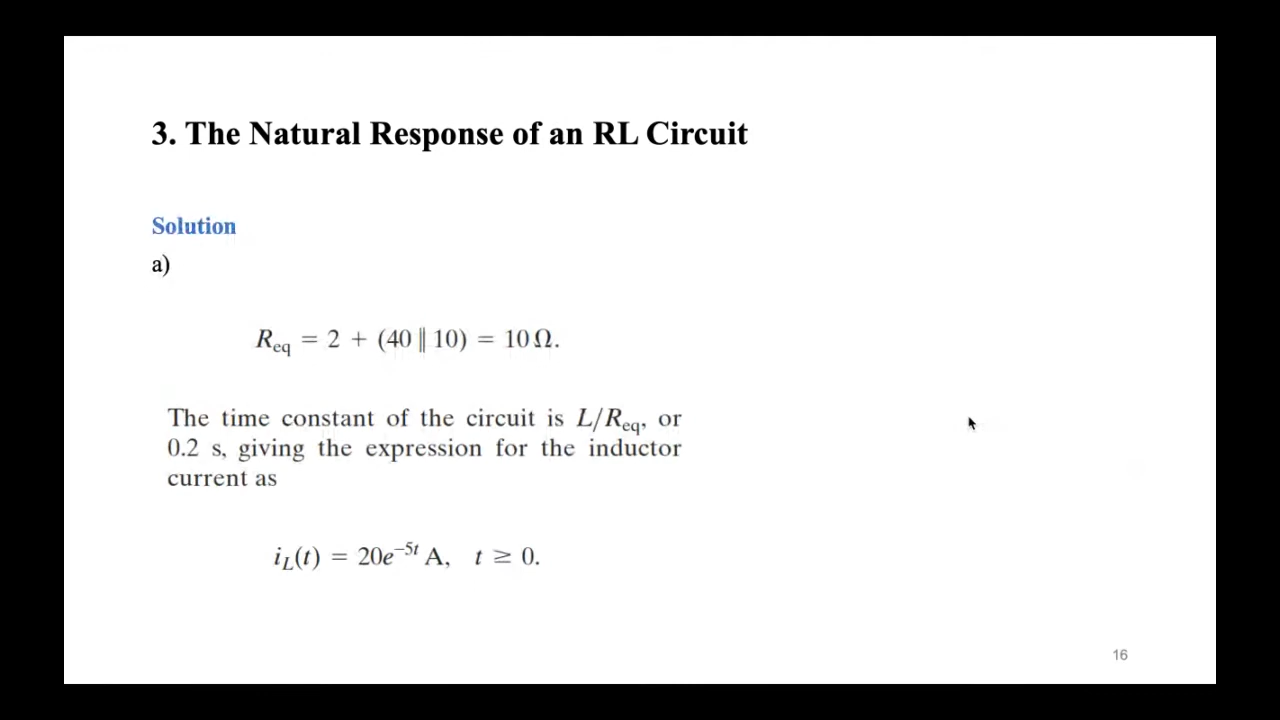 3. The Natural Response of an RL Circuit
Solution
a)
R_eq = 2 + (40 ∥ 10) = 10 Ω.
The time constant of the circuit is L/R_eq, or
0.2 s, giving the expression for the inductor
current as
i_L(t) = 20e^{−5t} A, t ≥ 0.
16